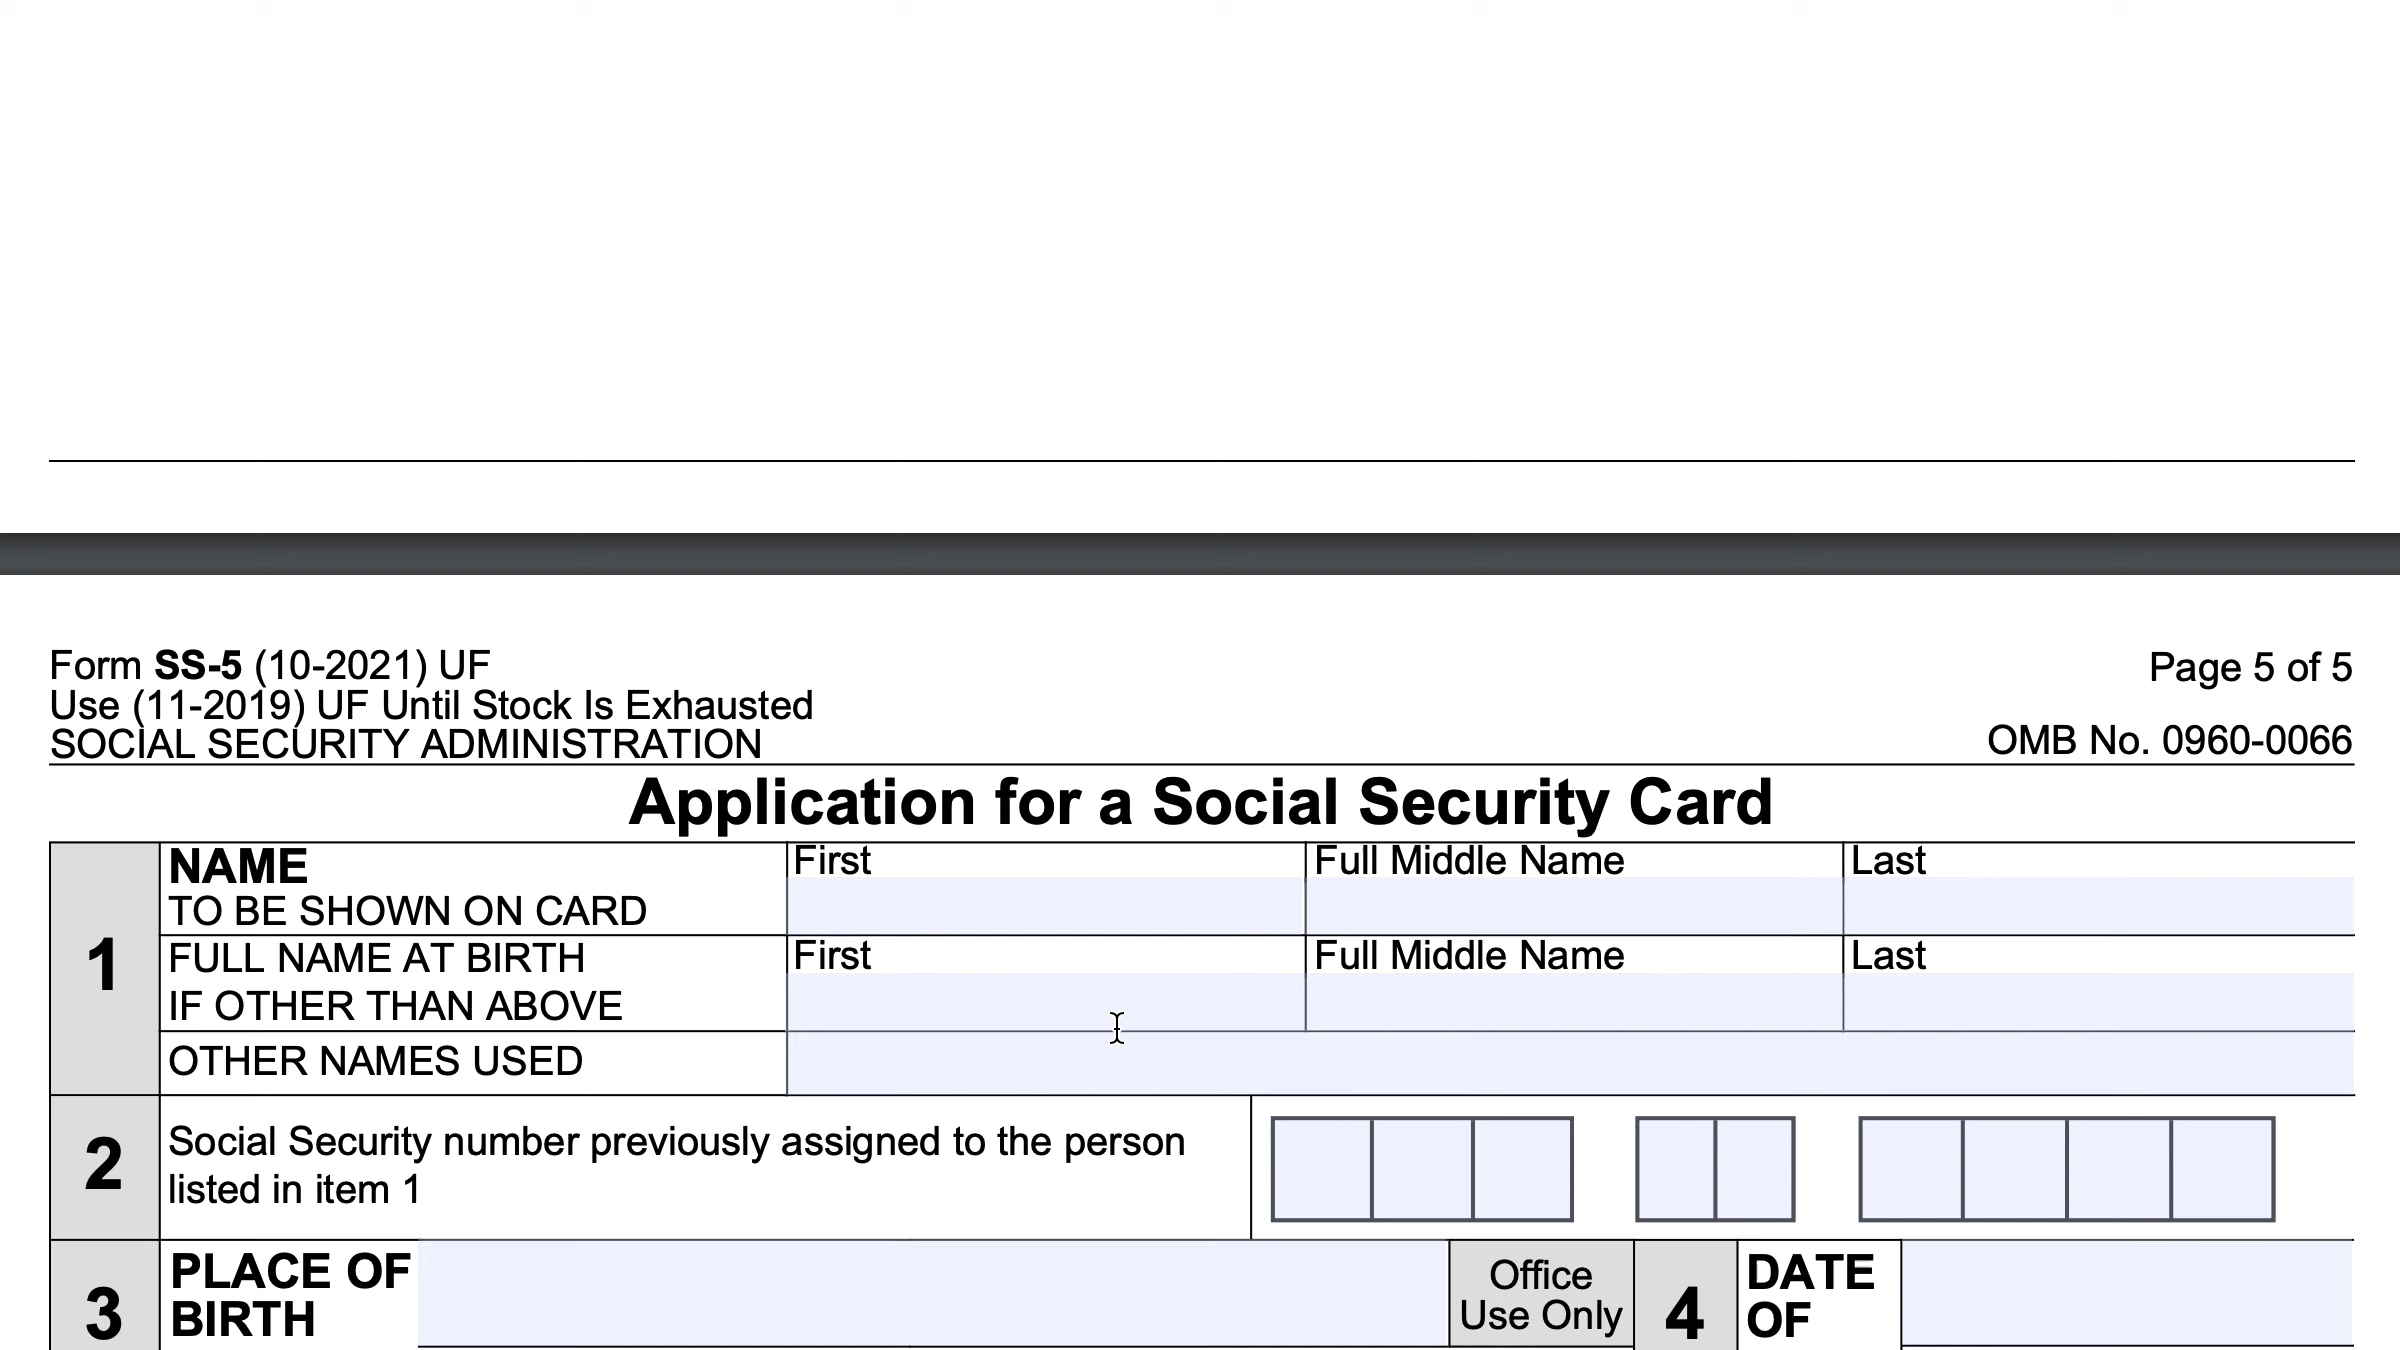 Form SS-5 (10-2021) UF
Page 5 of 5
Use (11-2019) UF Until Stock Is Exhausted
SOCIAL SECURITY ADMINISTRATION
OMB No. 0960-0066
Application for a Social Security Card
1
NAME
TO BE SHOWN ON CARD
First
Full Middle Name
Last
FULL NAME AT BIRTH
IF OTHER THAN ABOVE
First
Full Middle Name
Last
OTHER NAMES USED
2
Social Security number previously assigned to the person
listed in item 1
3
PLACE OF
BIRTH
Office
Use Only
4
DATE
OF